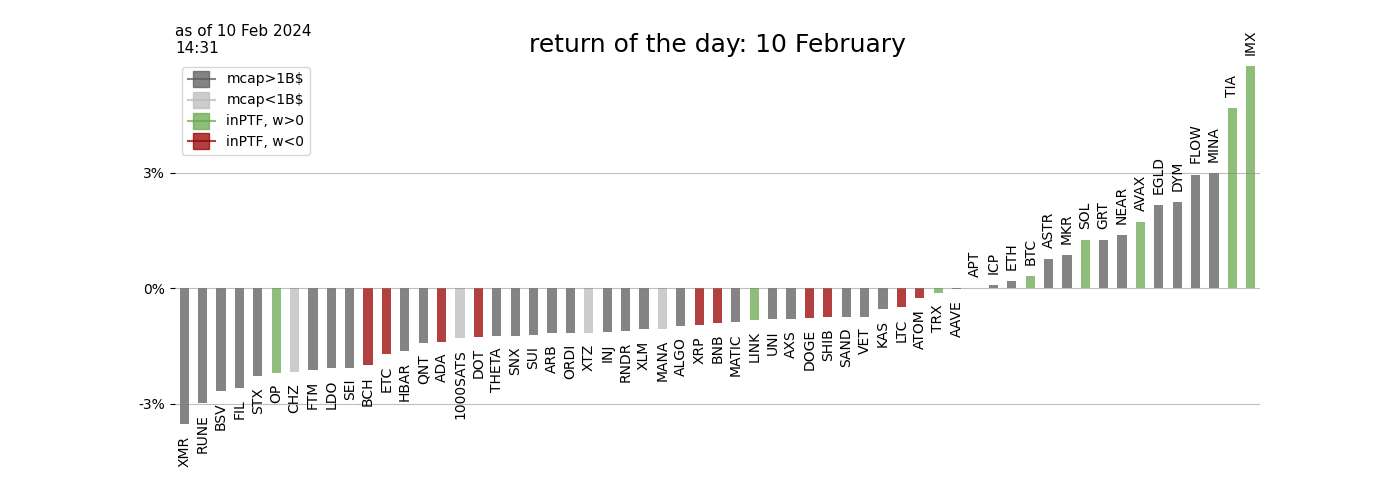 as of 10 Feb 2024
14:31
return of the day: 10 February
mcap>1B$
mcap<1B$
inPTF, w>0
inPTF, w<0
3%
0%
-3%
XMR
RUNE
BSV
FIL
STX
OP
CHZ
FTM
LDO
SEI
BCH
ETC
HBAR
QNT
ADA
1000SATS
DOT
THETA
SNX
SUI
ARB
ORDI
XTZ
INJ
RNDR
XLM
MANA
ALGO
XRP
BNB
MATIC
LINK
UNI
AXS
DOGE
SHIB
SAND
VET
KAS
LTC
ATOM
TRX
AAVE
APT
ICP
ETH
BTC
ASTR
MKR
SOL
GRT
NEAR
AVAX
EGLD
DYM
FLOW
MINA
TIA
IMX